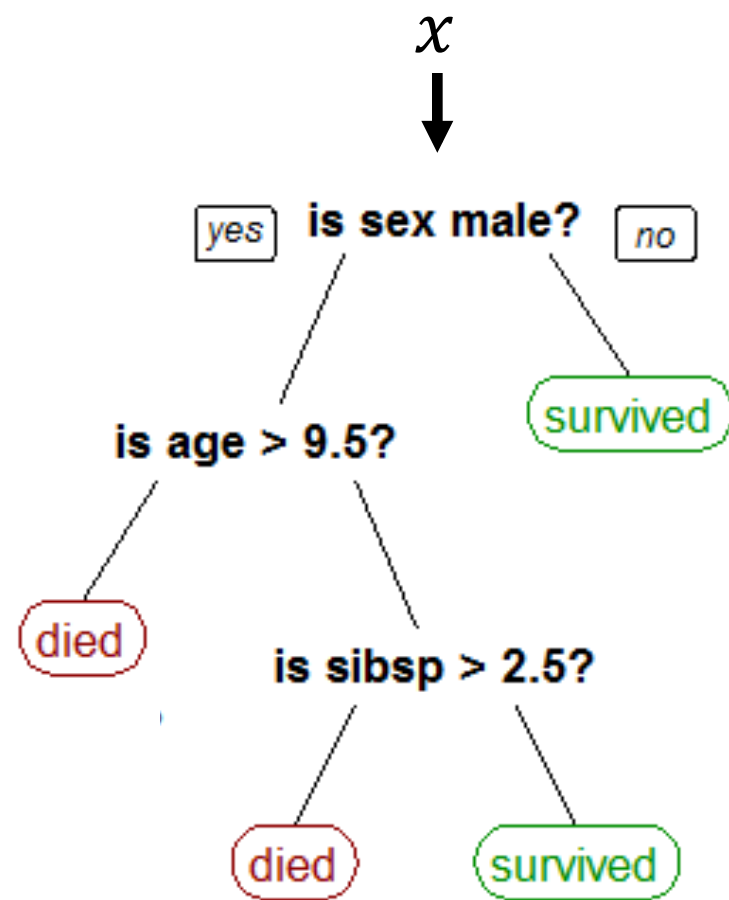 x
yes is sex male? no
survived
is age > 9.5?
died
is sibsp > 2.5?
died survived